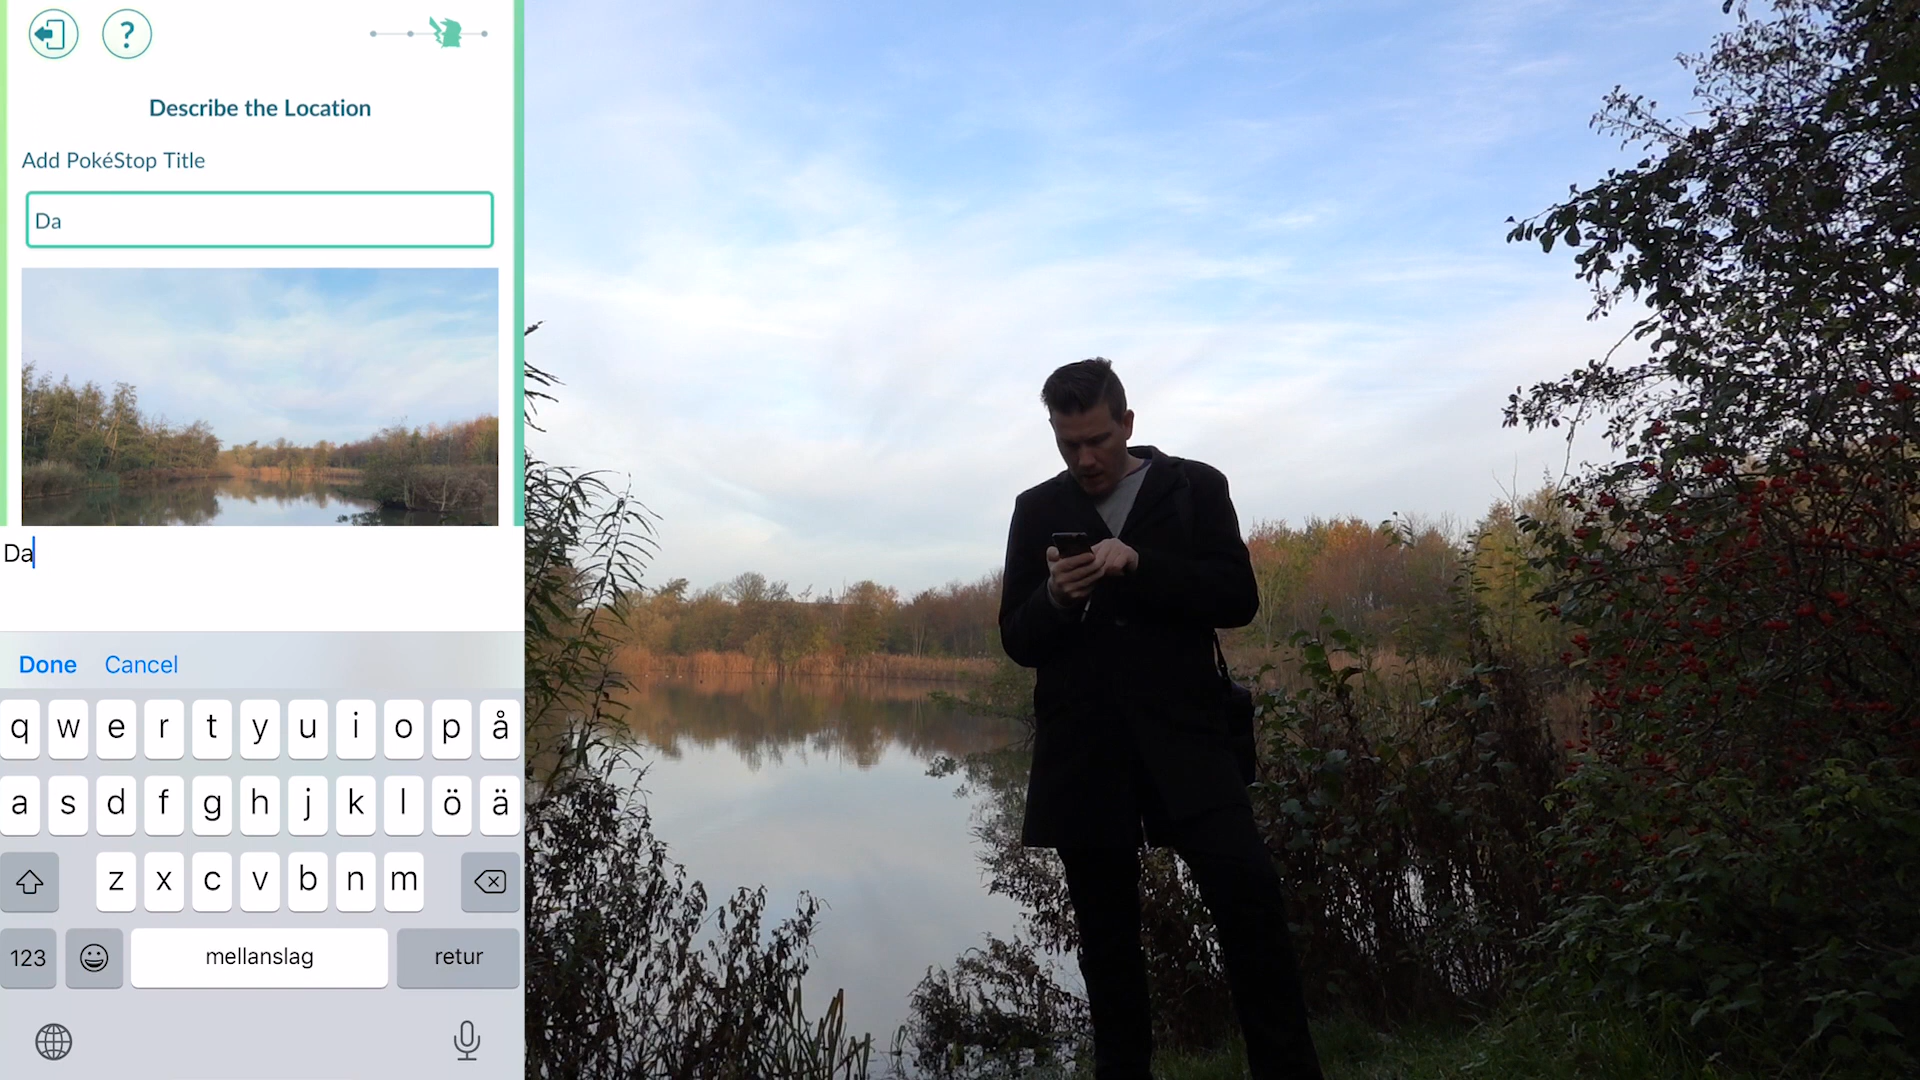 ?
Describe the Location
Add PokéStop Title
Da
Da
Done Cancel
q w e r t y u i o p å
a s d f g h j k l ö ä
z x c v b n m
123 mellanslag retur